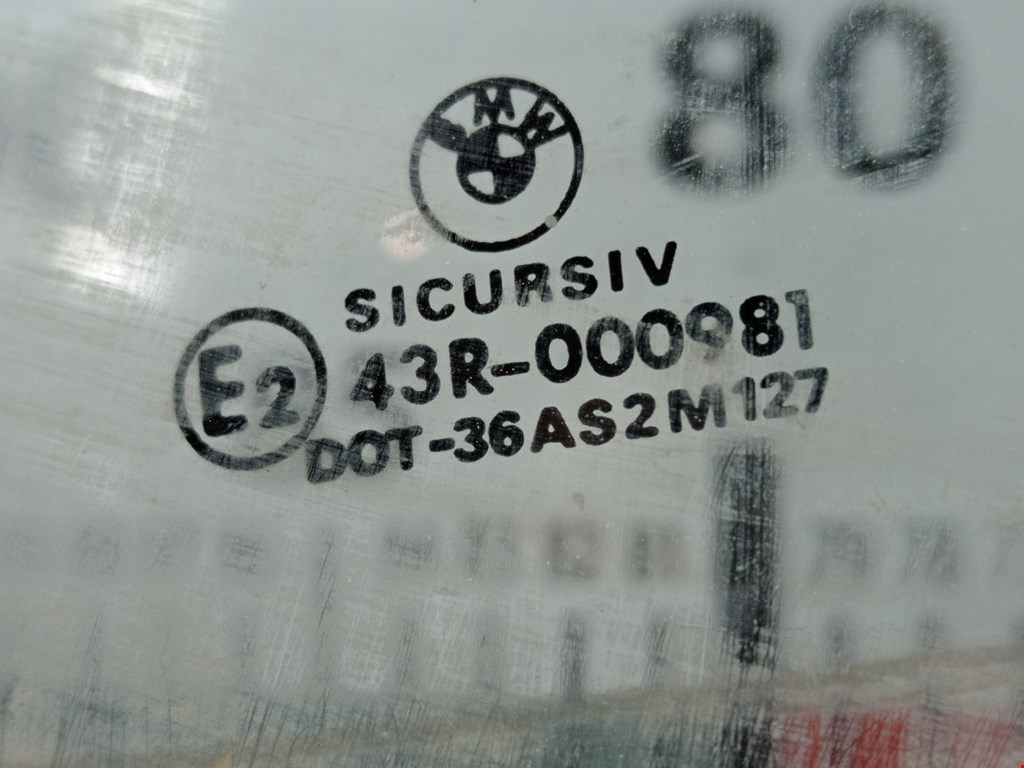 80
BMW
SICURSIV
E2
43R-000981
DOT-36AS2M127